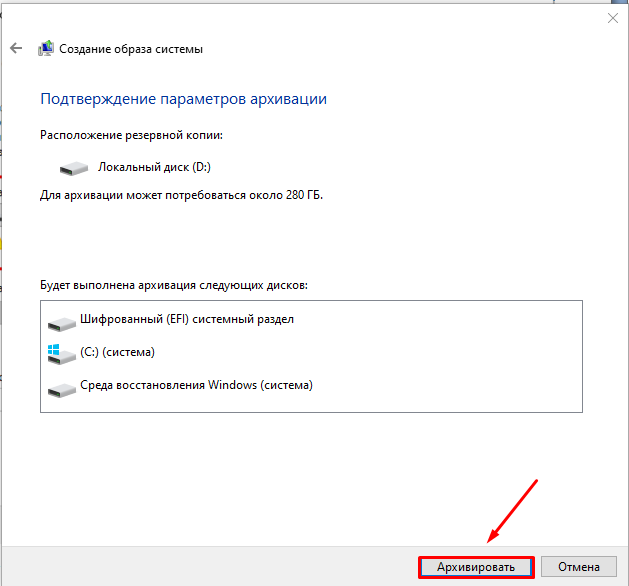 Создание образа системы
Подтверждение параметров архивации
Расположение резервной копии:
Локальный диск (D:)
Для архивации может потребоваться около 280 ГБ.
Будет выполнена архивация следующих дисков:
Шифрованный (EFI) системный раздел
(C:) (система)
Среда восстановления Windows (система)
Архивировать
Отмена